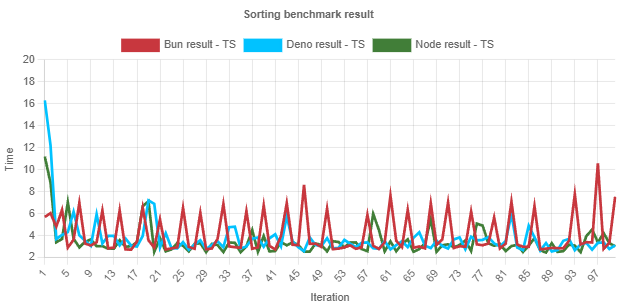 Sorting benchmark result
Bun result - TS Deno result - TS Node result - TS
20
18
16
14
12
10
8
6
4
2
Time
1 5 9 13 17 21 25 29 33 37 41 45 49 53 57 61 65 69 73 77 81 85 89 93 97
Iteration